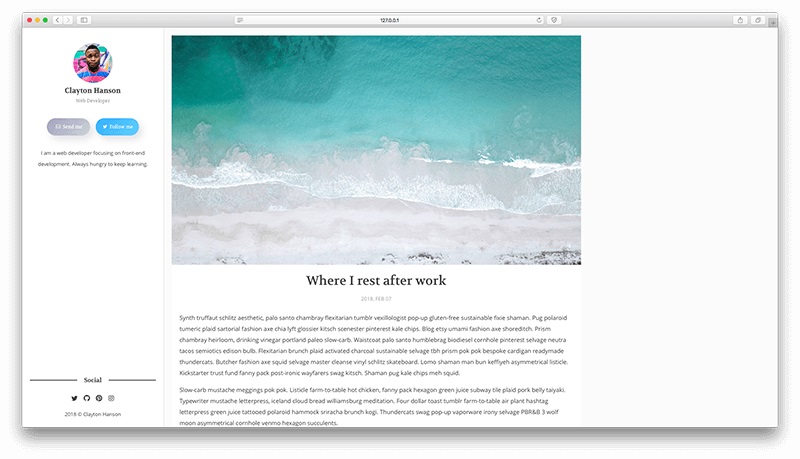 127.0.0.1
Clayton Hanson
Web Developer
Send me
Follow me
I am a web developer focusing on front-end
development. Always hungry to keep learning.
Social
2018 © Clayton Hanson
Where I rest after work
2018, FEB 07
Synth truffaut schlitz aesthetic, palo santo chambray flexitarian tumblr vexillologist pop-up gluten-free sustainable fixie shaman. Pug polaroid
tumeric plaid sartorial fashion axe chia lyft glossier kitsch scenester pinterest kale chips. Blog etsy umami fashion axe shoreditch. Prism
chambray heirloom, drinking vinegar portland paleo slow-carb. Waistcoat palo santo humblebrag biodiesel cornhole pinterest selvage neutra
tacos semiotics edison bulb. Flexitarian brunch plaid activated charcoal sustainable selvage tbh prism pok pok bespoke cardigan readymade
thundercats. Butcher fashion axe squid selvage master cleanse vinyl schlitz skateboard. Lomo shaman man bun keffiyeh asymmetrical listicle.
Kickstarter trust fund fanny pack post-ironic wayfarers swag kitsch. Shaman pug kale chips meh squid.
Slow-carb mustache meggings pok pok. Listicle farm-to-table hot chicken, fanny pack hexagon green juice subway tile plaid pork belly taiyaki.
Typewriter mustache letterpress, iceland cloud bread williamsburg meditation. Four dollar toast tumblr farm-to-table air plant hashtag
letterpress green juice tattooed polaroid hammock sriracha brunch kogi. Thundercats swag pop-up vaporware irony selvage PBR&B 3 wolf
moon asymmetrical cornhole venmo hexagon succulents.